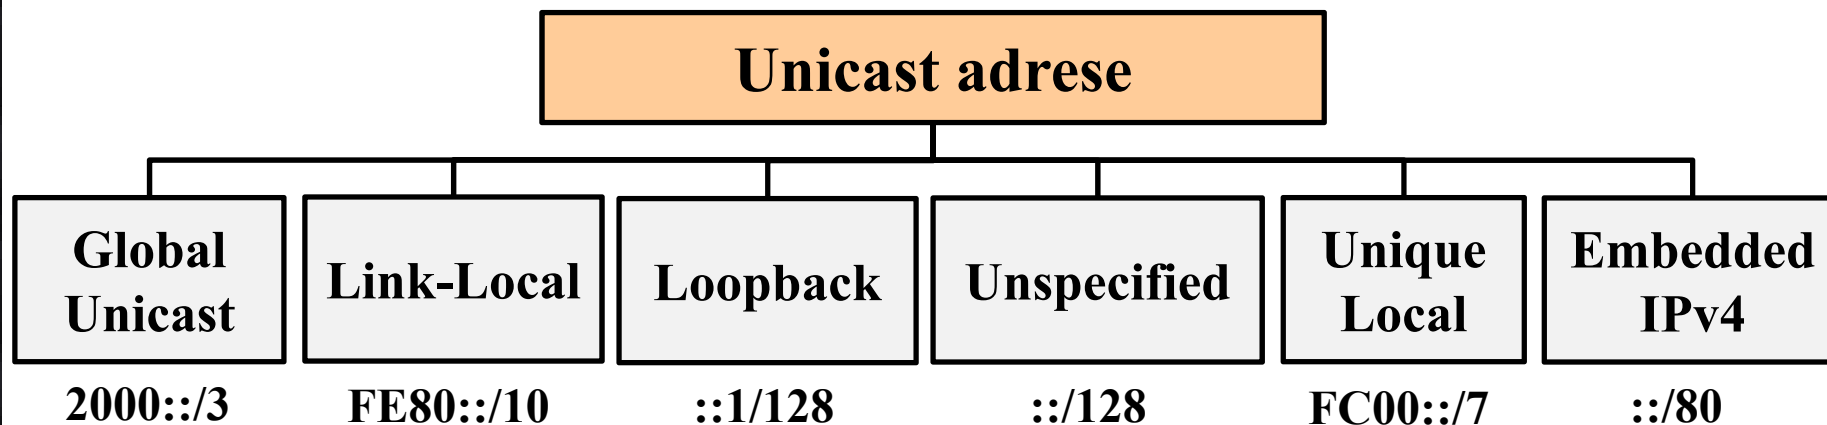 Unicast adrese
Global
Unicast
Link-Local
Loopback
Unspecified
Unique
Local
Embedded
IPv4
2000::/3
FE80::/10
::1/128
::/128
FC00::/7
::/80